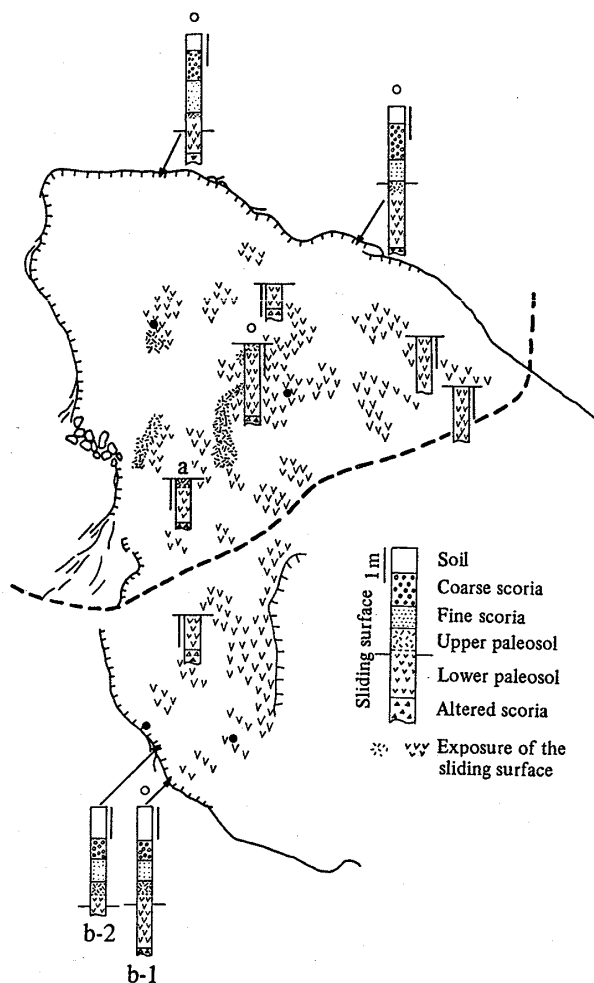 a
1 m
Soil
Coarse scoria
Fine scoria
Upper paleosol
Lower paleosol
Altered scoria
Sliding surface
Exposure of the
sliding surface
b-2
b-1